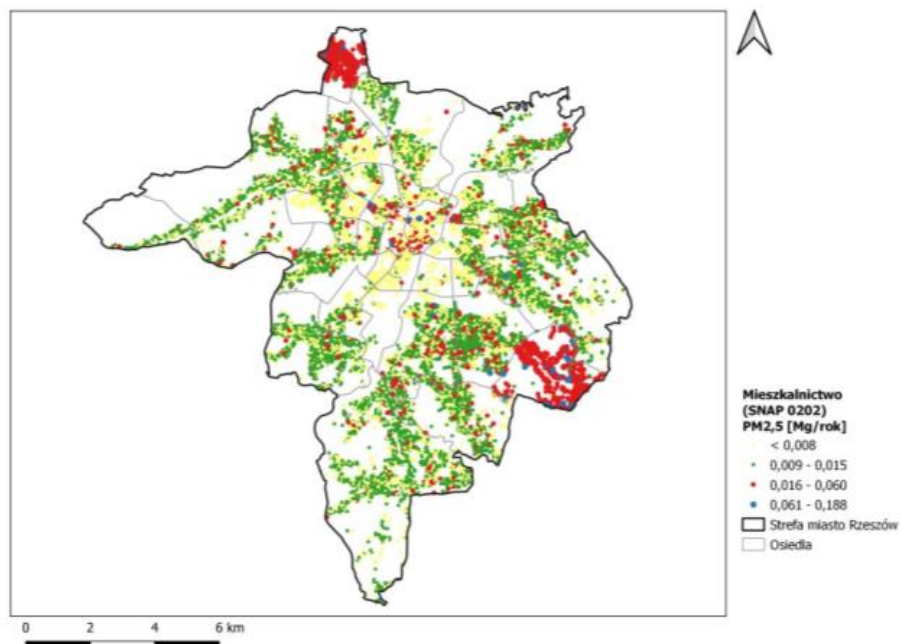 Mieszkalnictwo
(SNAP 0202)
PM2,5 [Mg/rok]
< 0,008
0,009 - 0,015
0,016 - 0,060
0,061 - 0,188
Strefa miasto Rzeszów
Osiedla
0 2 4 6 km